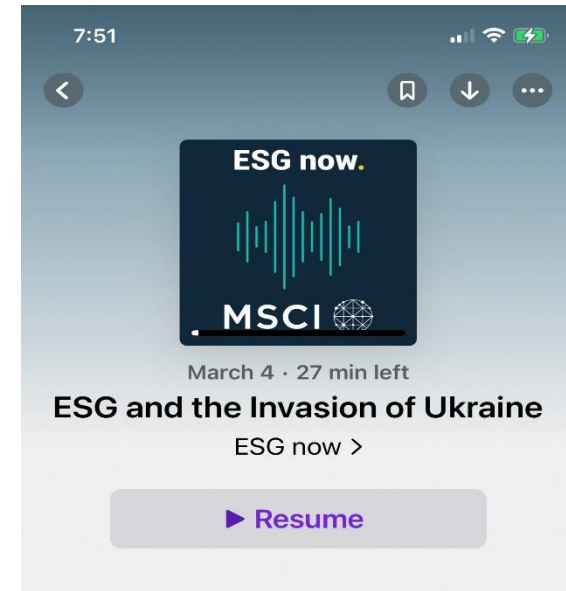 7:51
ESG now.
MSCI
March 4 · 27 min left
ESG and the Invasion of Ukraine
ESG now >
Resume